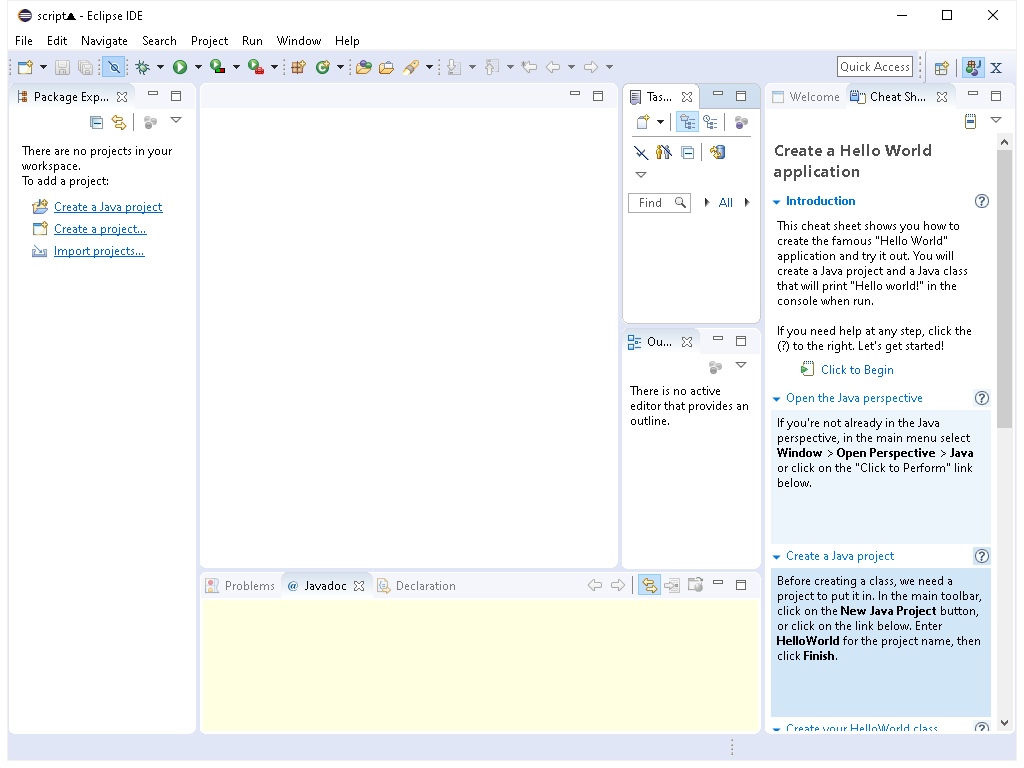 script▲ - Eclipse IDE
File Edit Navigate Search Project Run Window Help
Quick Access
Package Exp...
There are no projects in your
workspace.
To add a project:
Create a Java project
Create a project...
Import projects...
Tas...
Find
All
Ou...
There is no active
editor that provides an
outline.
Problems
@ Javadoc
Declaration
Welcome
Cheat Sh...
Create a Hello World
application
Introduction
This cheat sheet shows you how to
create the famous "Hello World"
application and try it out. You will
create a Java project and a Java class
that will print "Hello world!" in the
console when run.
If you need help at any step, click the
(?) to the right. Let's get started!
Click to Begin
Open the Java perspective
If you're not already in the Java
perspective, in the main menu select
Window > Open Perspective > Java
or click on the "Click to Perform" link
below.
Create a Java project
Before creating a class, we need a
project to put it in. In the main toolbar,
click on the New Java Project button,
or click on the link below. Enter
HelloWorld for the project name, then
click Finish.
Create your HelloWorld class